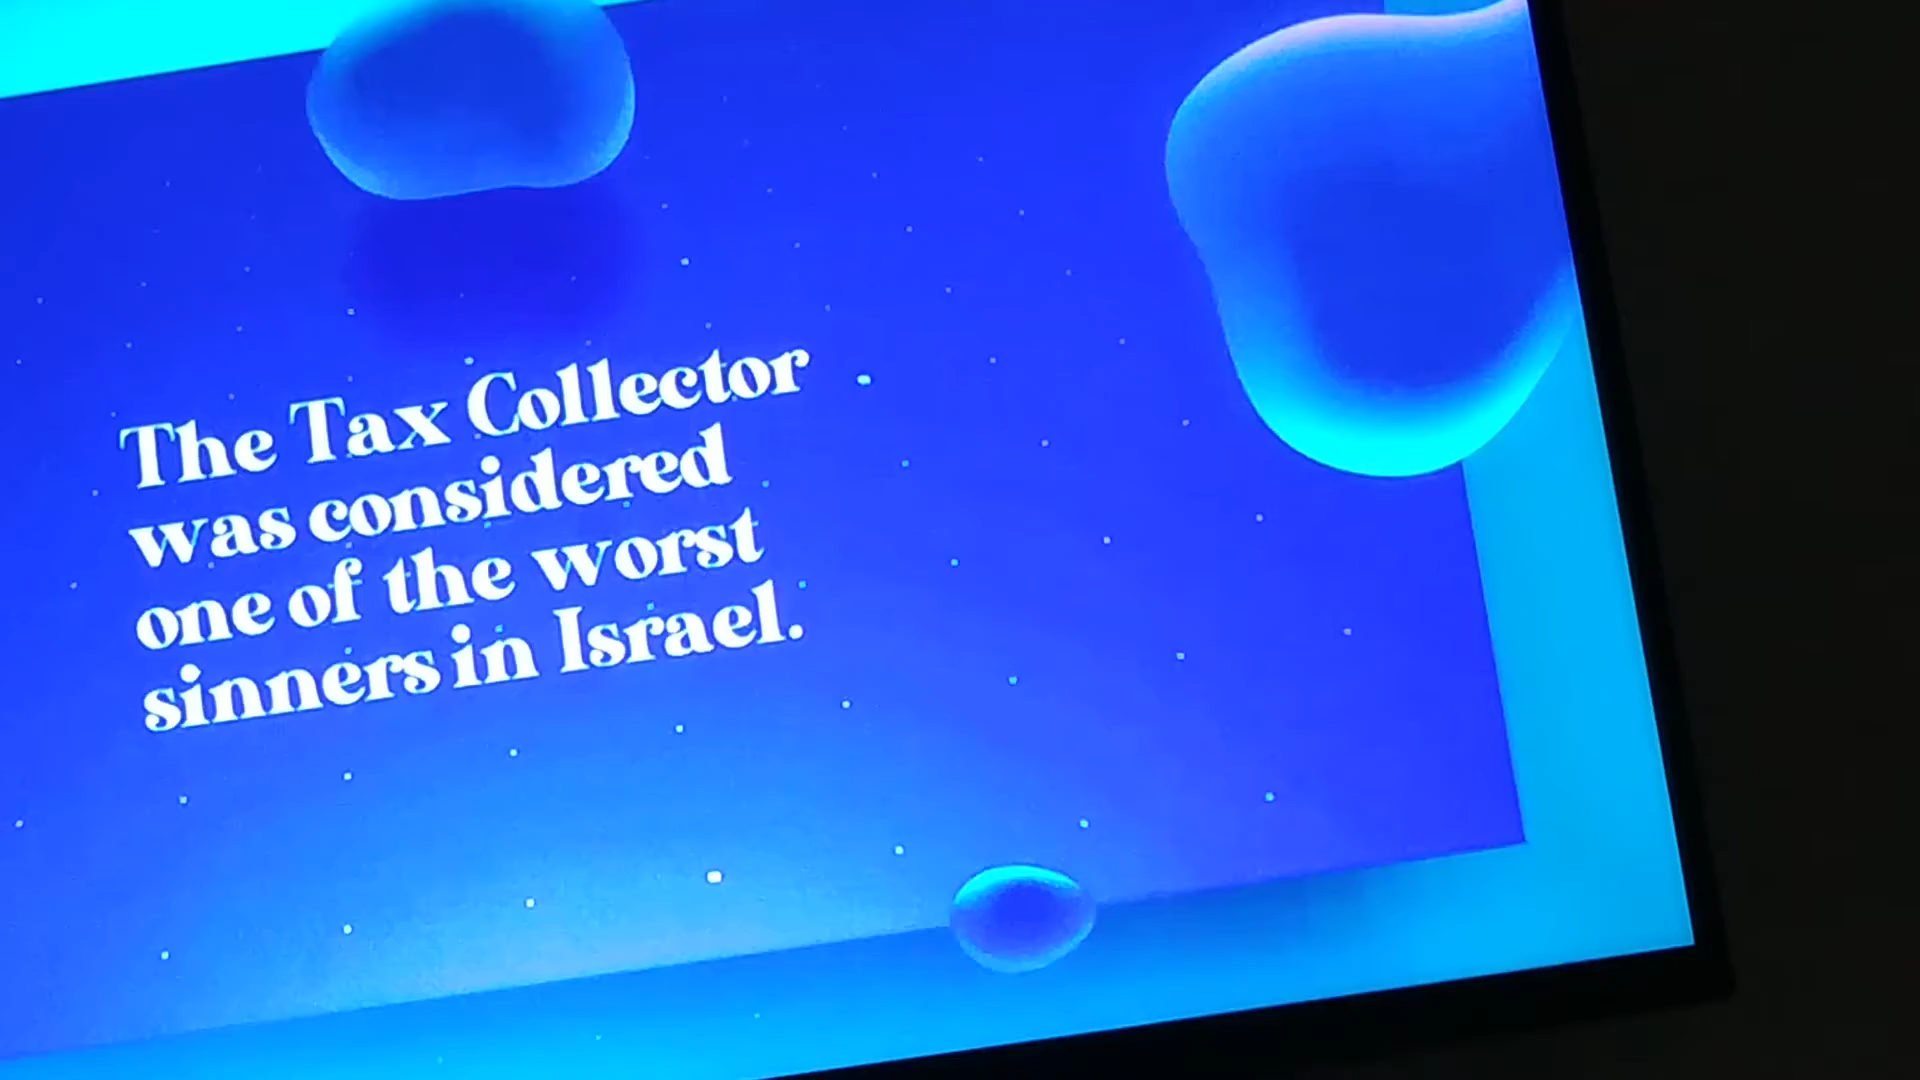 The Tax Collector
was considered
one of the worst
sinners in Israel.